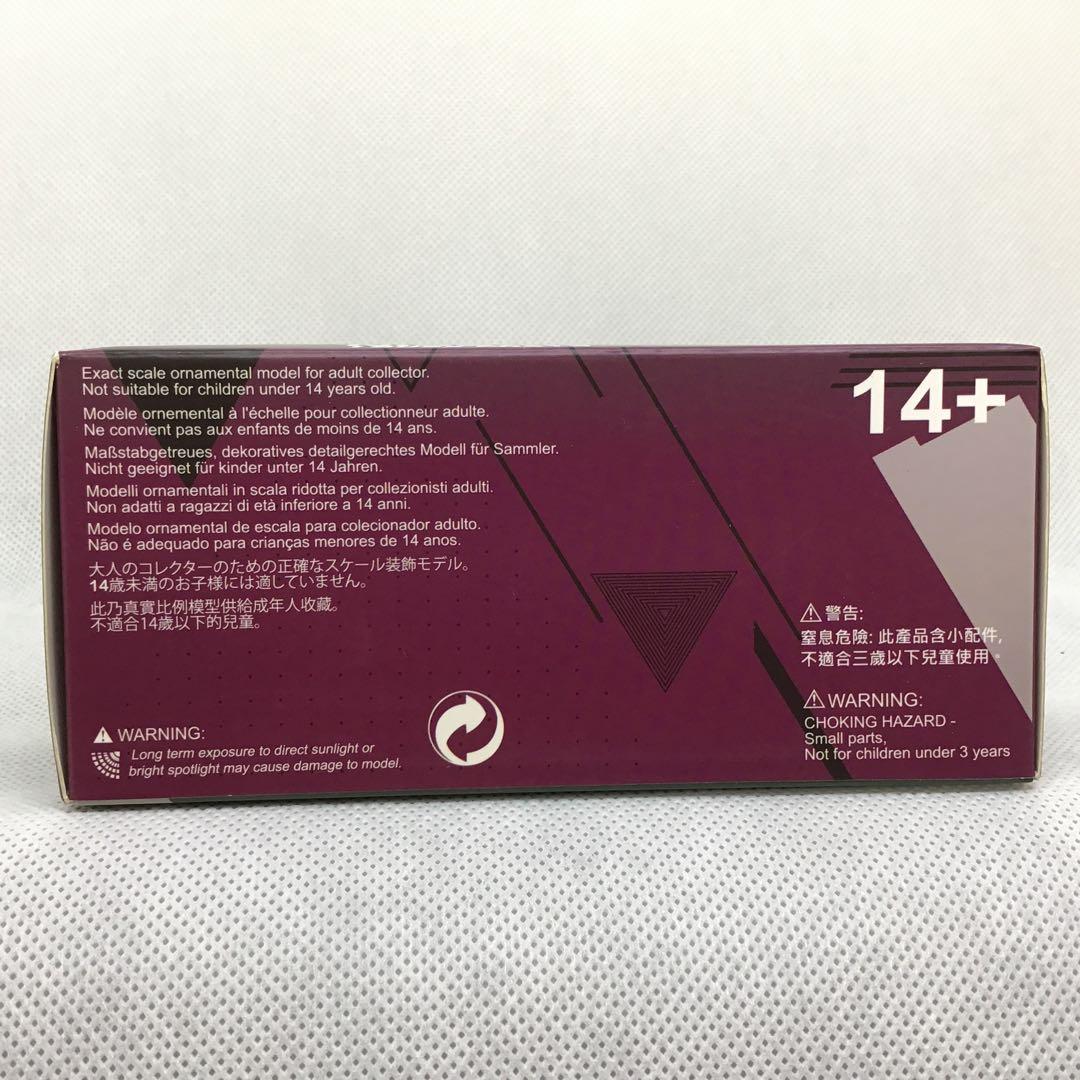 Exact scale ornamental model for adult collector.
Not suitable for children under 14 years old.
Modèle ornemental à l'échelle pour collectionneur adulte.
Ne convient pas aux enfants de moins de 14 ans.
Maßstabgetreues, dekoratives detailgerechtes Modell für Sammler.
Nicht geeignet für kinder unter 14 Jahren.
Modelli ornamentali in scala ridotta per collezionisti adulti.
Non adatti a ragazzi di età inferiore a 14 anni.
Modelo ornamental de escala para colecionador adulto.
Não é adequado para crianças menores de 14 anos.
大人のコレクターのための正確なスケール装飾モデル。
14歳未満のお子様には適していません。
此乃真實比例模型供給成年人收藏。
不適合14歲以下的兒童。
WARNING:
Long term exposure to direct sunlight or
bright spotlight may cause damage to model.
14+
警告:
窒息危險: 此產品含小配件,
不適合三歲以下兒童使用。
WARNING:
CHOKING HAZARD -
Small parts,
Not for children under 3 years